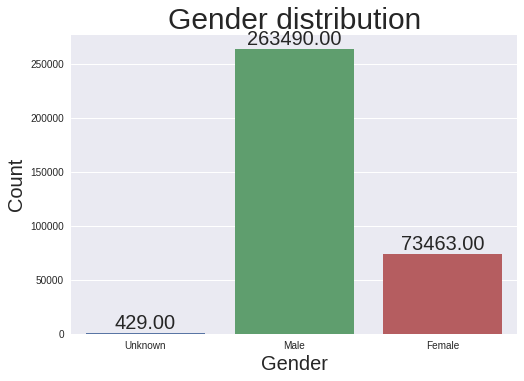 Gender distribution
263490.00
250000
200000
150000
100000
50000
0
73463.00
429.00
Count
Unknown
Male
Female
Gender